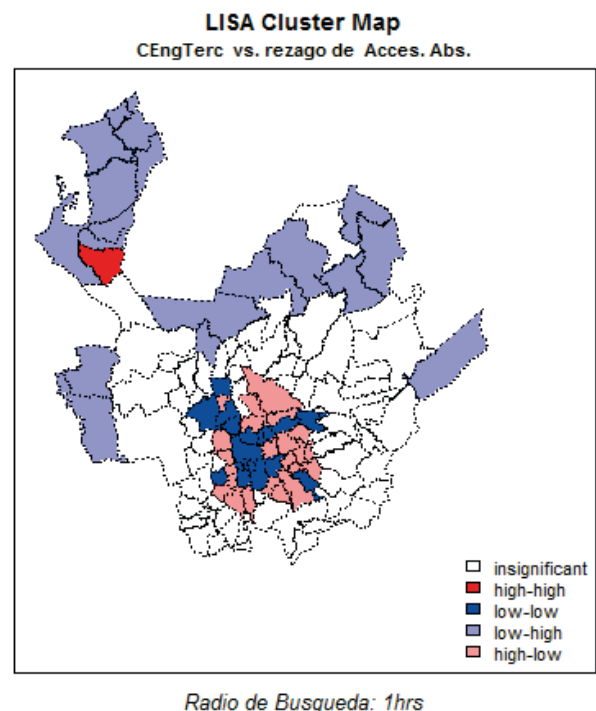 LISA Cluster Map
CEngTerc vs. rezago de Acces. Abs.
insignificant
high-high
low-low
low-high
high-low
Radio de Busqueda: 1hrs